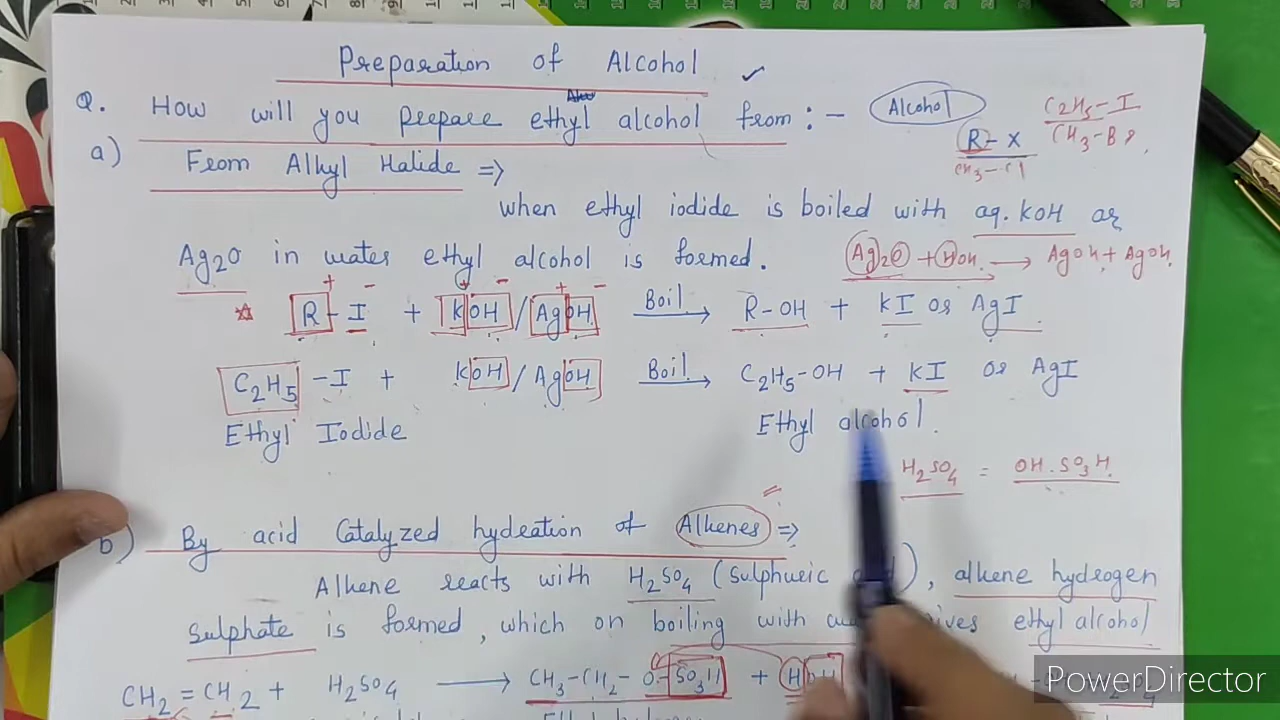 Preparation of Alcohol
Q. How will you prepare ethyl alcohol from : -
Alcohol
R - X
CH3 - Cl
C2H5 - I
CH3 - Br,
a) From Alkyl Halide =>
when ethyl iodide is boiled with aq. KOH or
Ag2O in water ethyl alcohol is formed.
Ag2O + HOH. → AgOH + AgOH.
R - I + KOH / AgOH Boil → R-OH + KI or AgI
C2H5 - I + KOH / AgOH Boil → C2H5-OH + KI or AgI
Ethyl Iodide Ethyl alcohol.
H2SO4 = OH.SO3H.
b) By acid Catalyzed hydration of Alkenes =>
Alkene reacts with H2SO4 (Sulphuric), alkene hydrogen
Sulphate is formed, which on boiling with gives ethyl alcohol
CH2 = CH2 + H2SO4 → CH3-CH2-O-SO3H + HOH
PowerDirector